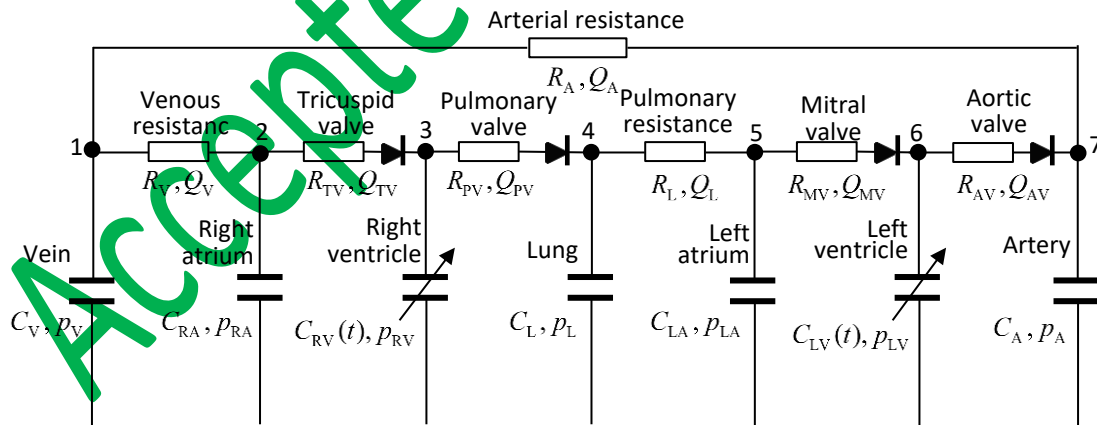 Arterial resistance
R_A, Q_A
Venous resistanc
Tricuspid valve
Pulmonary valve
Pulmonary resistance
Mitral valve
Aortic valve
1
2
3
4
5
6
7
R_V, Q_V
R_TV, Q_TV
R_PV, Q_PV
R_L, Q_L
R_MV, Q_MV
R_AV, Q_AV
Vein
Right atrium
Right ventricle
Lung
Left atrium
Left ventricle
Artery
C_V, p_V
C_RA, p_RA
C_RV(t), p_RV
C_L, p_L
C_LA, p_LA
C_LV(t), p_LV
C_A, p_A
Accepte